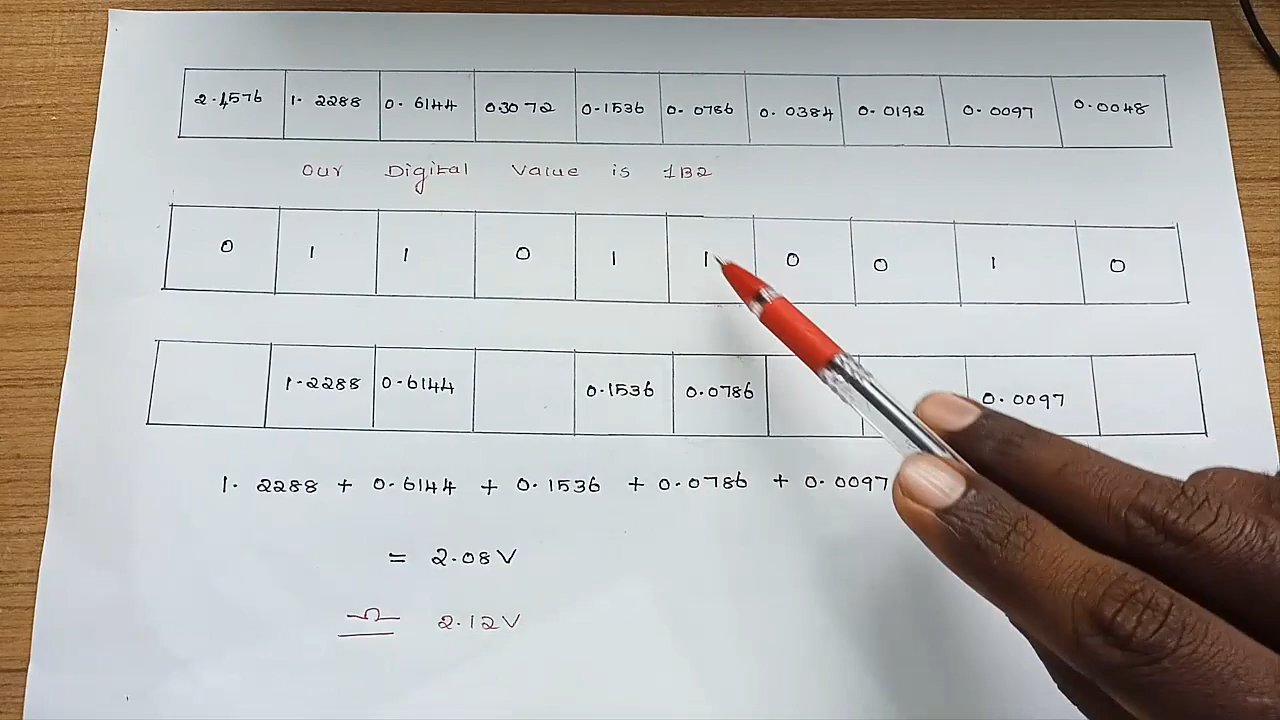 2.4576 1.2288 0.6144 0.3072 0.1536 0.0786 0.0384 0.0192 0.0097 0.0048
Our Digital Value is 1B2
0 1 1 0 1 1 0 0 1 0
1.2288 0.6144 0.1536 0.0786 0.0097
1.2288 + 0.6144 + 0.1536 + 0.0786 + 0.0097
= 2.08V
2.12V